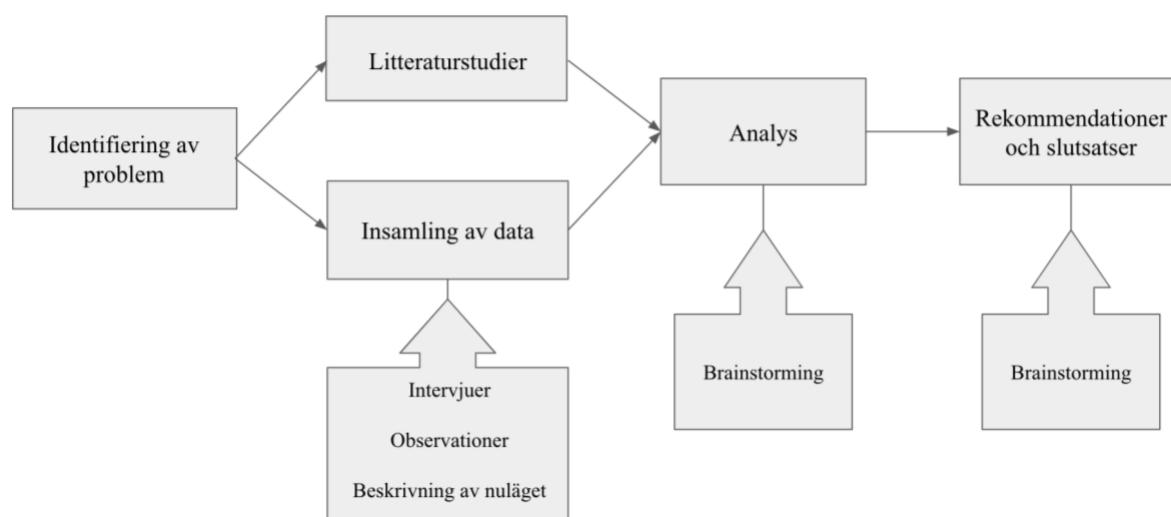 Identifiering av
problem
Litteraturstudier
Insamling av data
Intervjuer
Observationer
Beskrivning av nuläget
Analys
Brainstorming
Rekommendationer
och slutsatser
Brainstorming